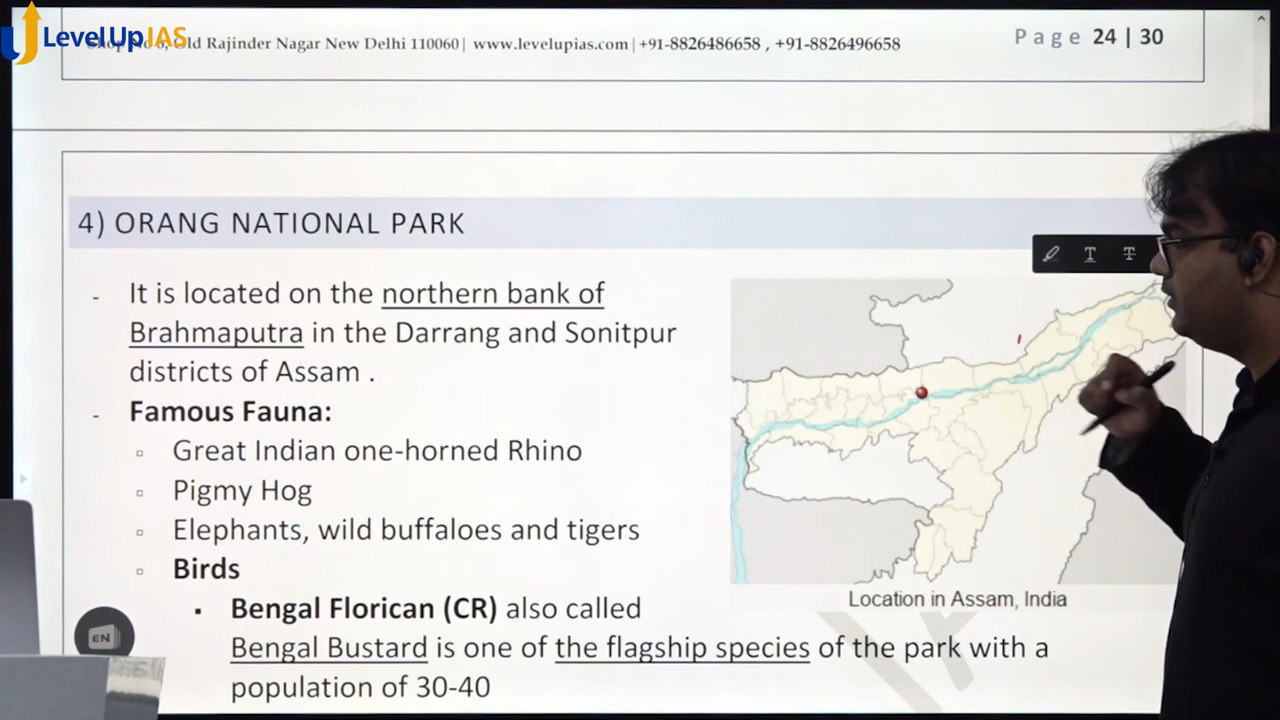 LevelUpIAS
Old Rajinder Nagar New Delhi 110060| www.levelupias.com | +91-8826486658 , +91-8826496658
Page 24 | 30
4) ORANG NATIONAL PARK
- It is located on the northern bank of
Brahmaputra in the Darrang and Sonitpur
districts of Assam .
- Famous Fauna:
Great Indian one-horned Rhino
Pigmy Hog
Elephants, wild buffaloes and tigers
Birds
Bengal Florican (CR) also called
Bengal Bustard is one of the flagship species of the park with a
population of 30-40
Location in Assam, India
EN